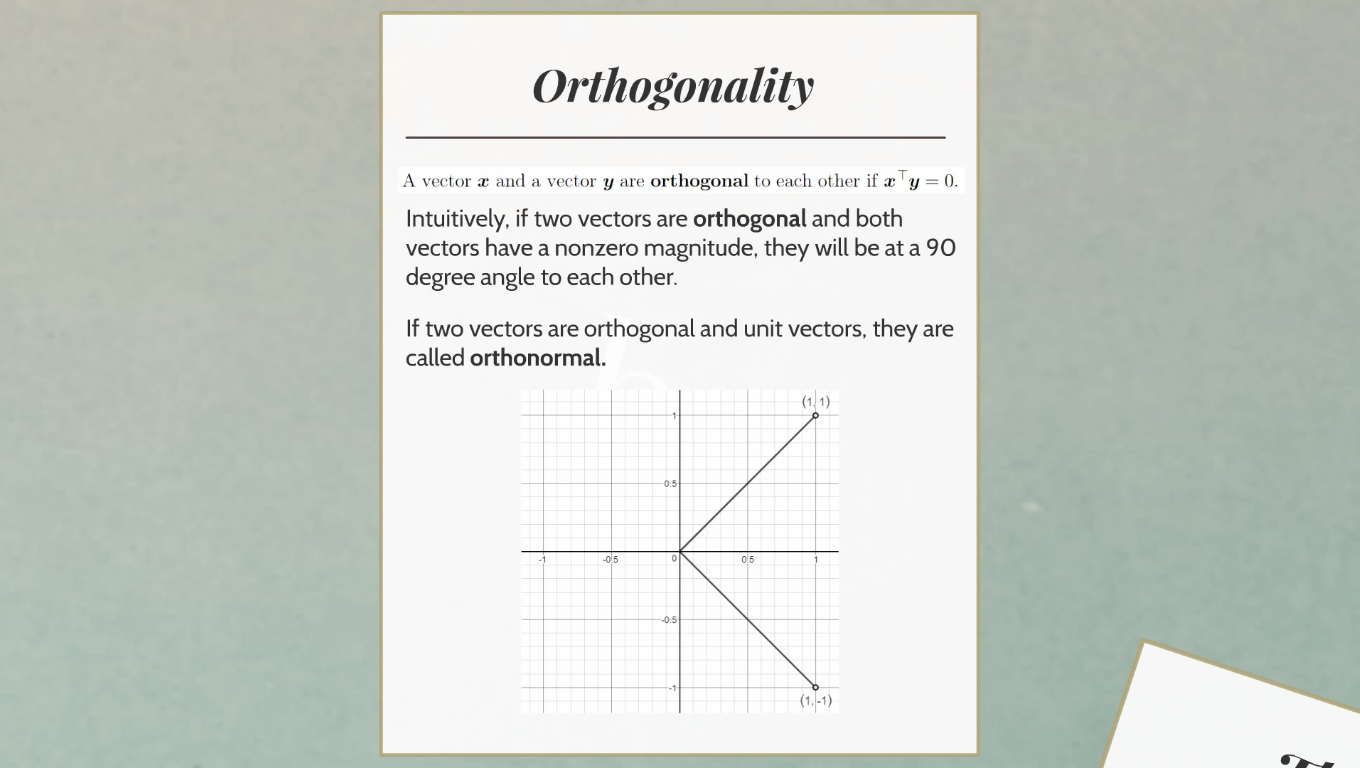 Orthogonality
A vector x and a vector y are orthogonal to each other if x⊤y = 0.
Intuitively, if two vectors are orthogonal and both
vectors have a nonzero magnitude, they will be at a 90
degree angle to each other.
If two vectors are orthogonal and unit vectors, they are
called orthonormal.
(1, 1)
1
0.5
-1 -0.5 0 0.5 1
-0.5
-1
(1, -1)